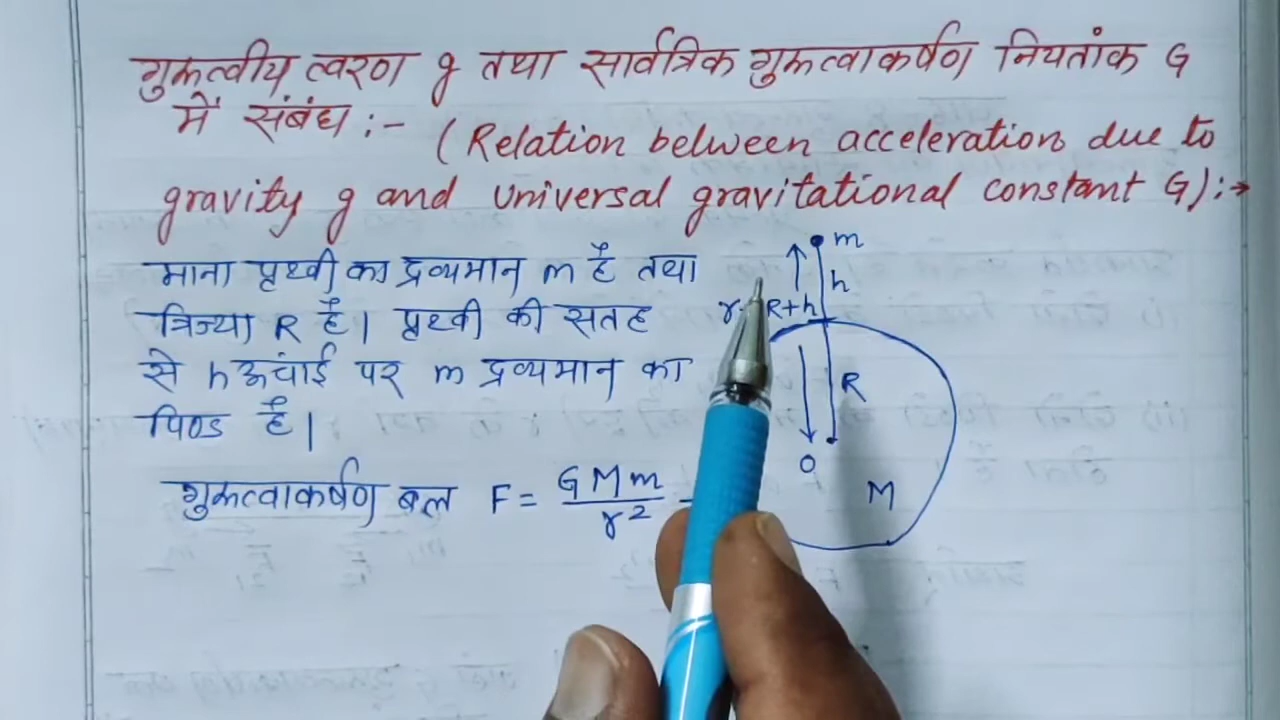 गुरुत्वीय त्वरण g तथा सार्वत्रिक गुरुत्वाकर्षण नियतांक G
में संबंध :-
(Relation between acceleration due to
gravity g and universal gravitational constant G) :→
माना पृथ्वी का द्रव्यमान m है तथा
त्रिज्या R है। पृथ्वी की सतह
से h ऊंचाई पर m द्रव्यमान का
पिण्ड है।
गुरुत्वाकर्षण बल F = GMm/r²
m
h
R+h
R
O
M